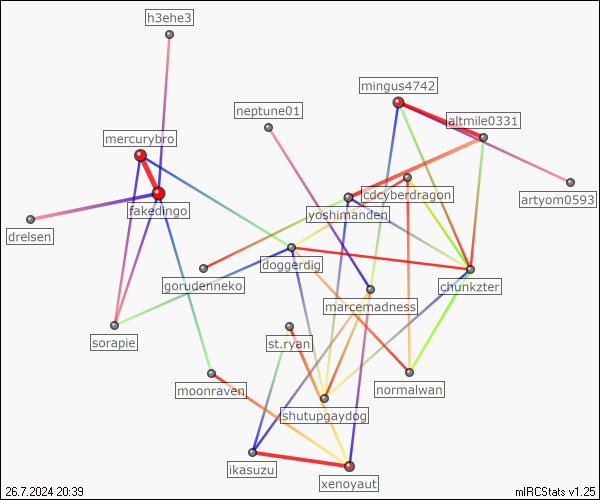 h3ehe3
mingus4742
neptune01
altmile0331
mercurybro
cdcyberdragon
artyom0593
fakedingo
yoshimanden
drelsen
doggerdig
gorudenneko
chunkzter
marcemadness
sorapie
st.ryan
moonraven
normalwan
shutupgaydog
ikasuzu
xenoyaut
26.7.2024 20:39
mIRCStats v1.25